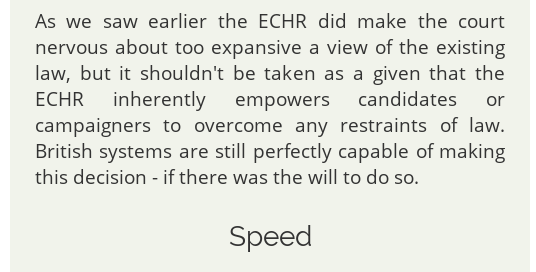 As we saw earlier the ECHR did make the court
nervous about too expansive a view of the existing
law, but it shouldn't be taken as a given that the
ECHR inherently empowers candidates or
campaigners to overcome any restraints of law.
British systems are still perfectly capable of making
this decision - if there was the will to do so.
Speed